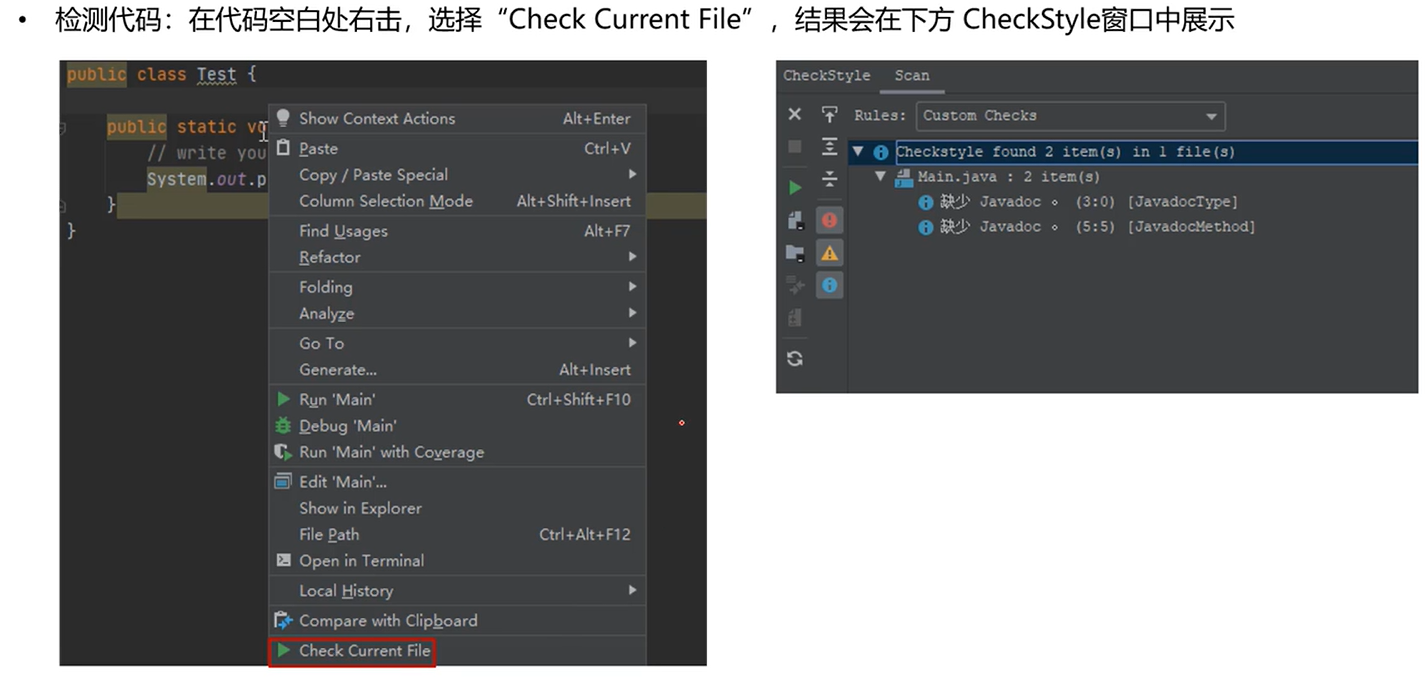 • 检测代码：在代码空白处右击，选择“Check Current File”，结果会在下方 CheckStyle窗口中展示
public class Test {
public static vo
// write you
System.out.p
}
}
Show Context Actions Alt+Enter
Paste Ctrl+V
Copy / Paste Special
Column Selection Mode Alt+Shift+Insert
Find Usages Alt+F7
Refactor
Folding
Analyze
Go To
Generate... Alt+Insert
Run 'Main' Ctrl+Shift+F10
Debug 'Main'
Run 'Main' with Coverage
Edit 'Main'...
Show in Explorer
File Path Ctrl+Alt+F12
Open in Terminal
Local History
Compare with Clipboard
Check Current File
CheckStyle Scan
Rules: Custom Checks
Checkstyle found 2 item(s) in 1 file(s)
Main.java : 2 item(s)
缺少 Javadoc 。 (3:0) [JavadocType]
缺少 Javadoc 。 (5:5) [JavadocMethod]